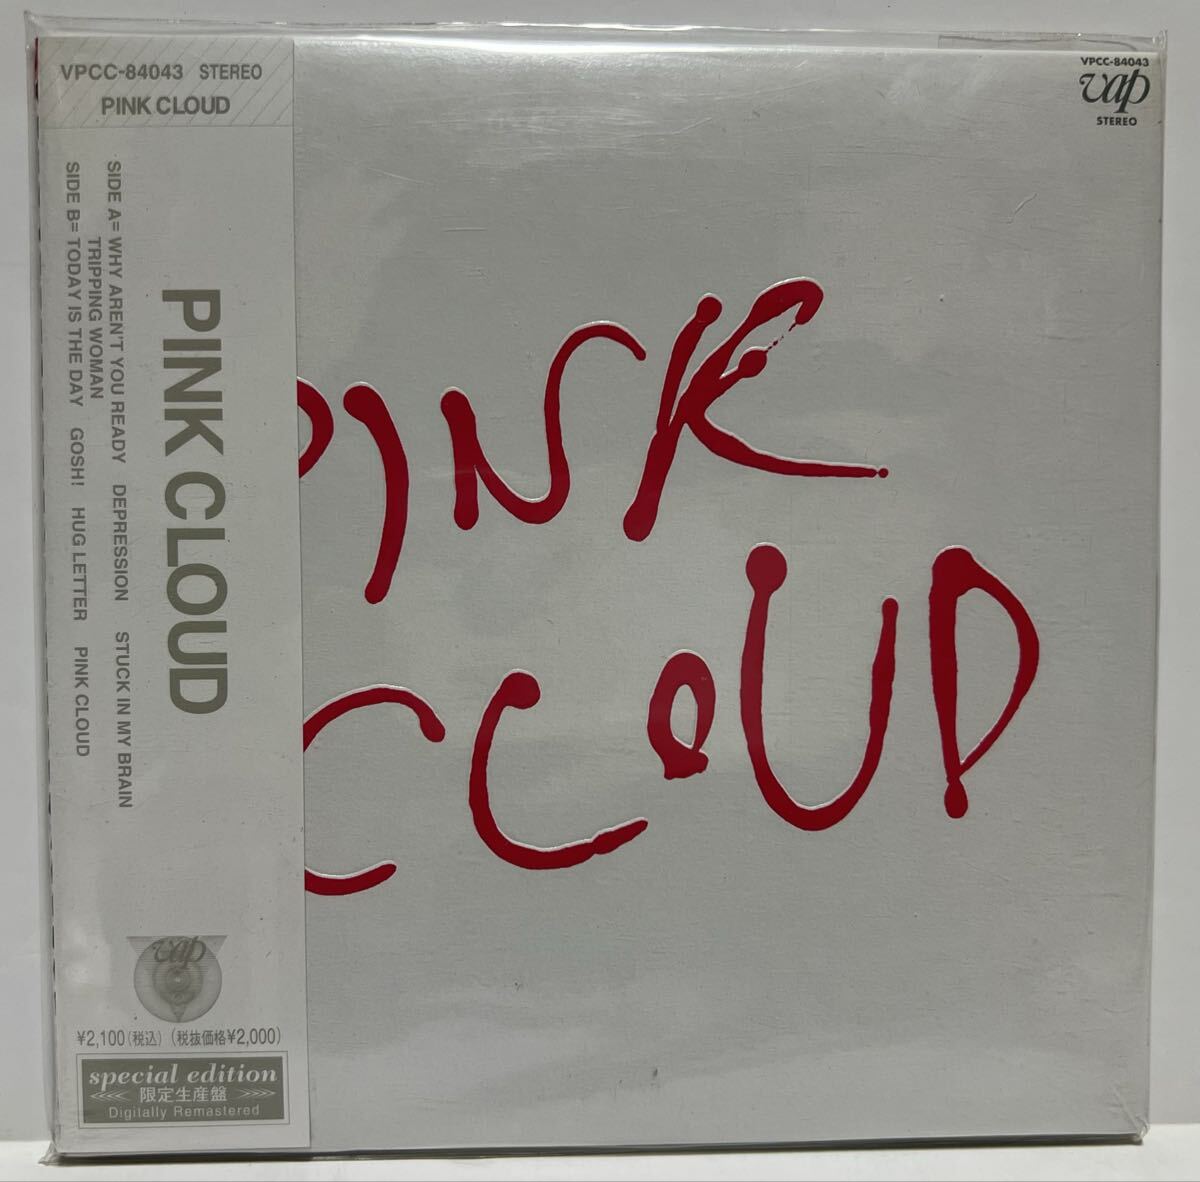 VPCC-84043 STEREO
PINK CLOUD
SIDE A= WHY AREN'T YOU READY DEPRESSION STUCK IN MY BRAIN
TRIPPING WOMAN
SIDE B= TODAY IS THE DAY GOSH! HUG LETTER PINK CLOUD
PINK CLOUD
vap
¥2,100(税込) (税抜価格¥2,000)
special edition
限定生産盤
Digitally Remastered
VPCC-84043
vap
STEREO
PINK
CLOUD